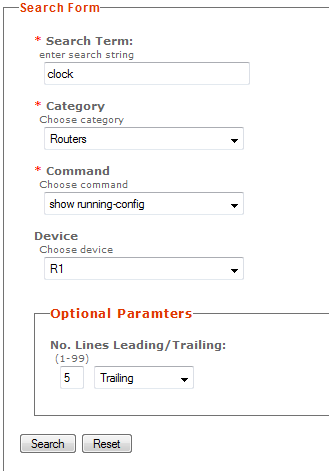 Search Form
* Search Term:
enter search string
clock
* Category
Choose category
Routers
* Command
Choose command
show running-config
Device
Choose device
R1
Optional Paramters
No. Lines Leading/Trailing:
(1-99)
5 Trailing
Search Reset